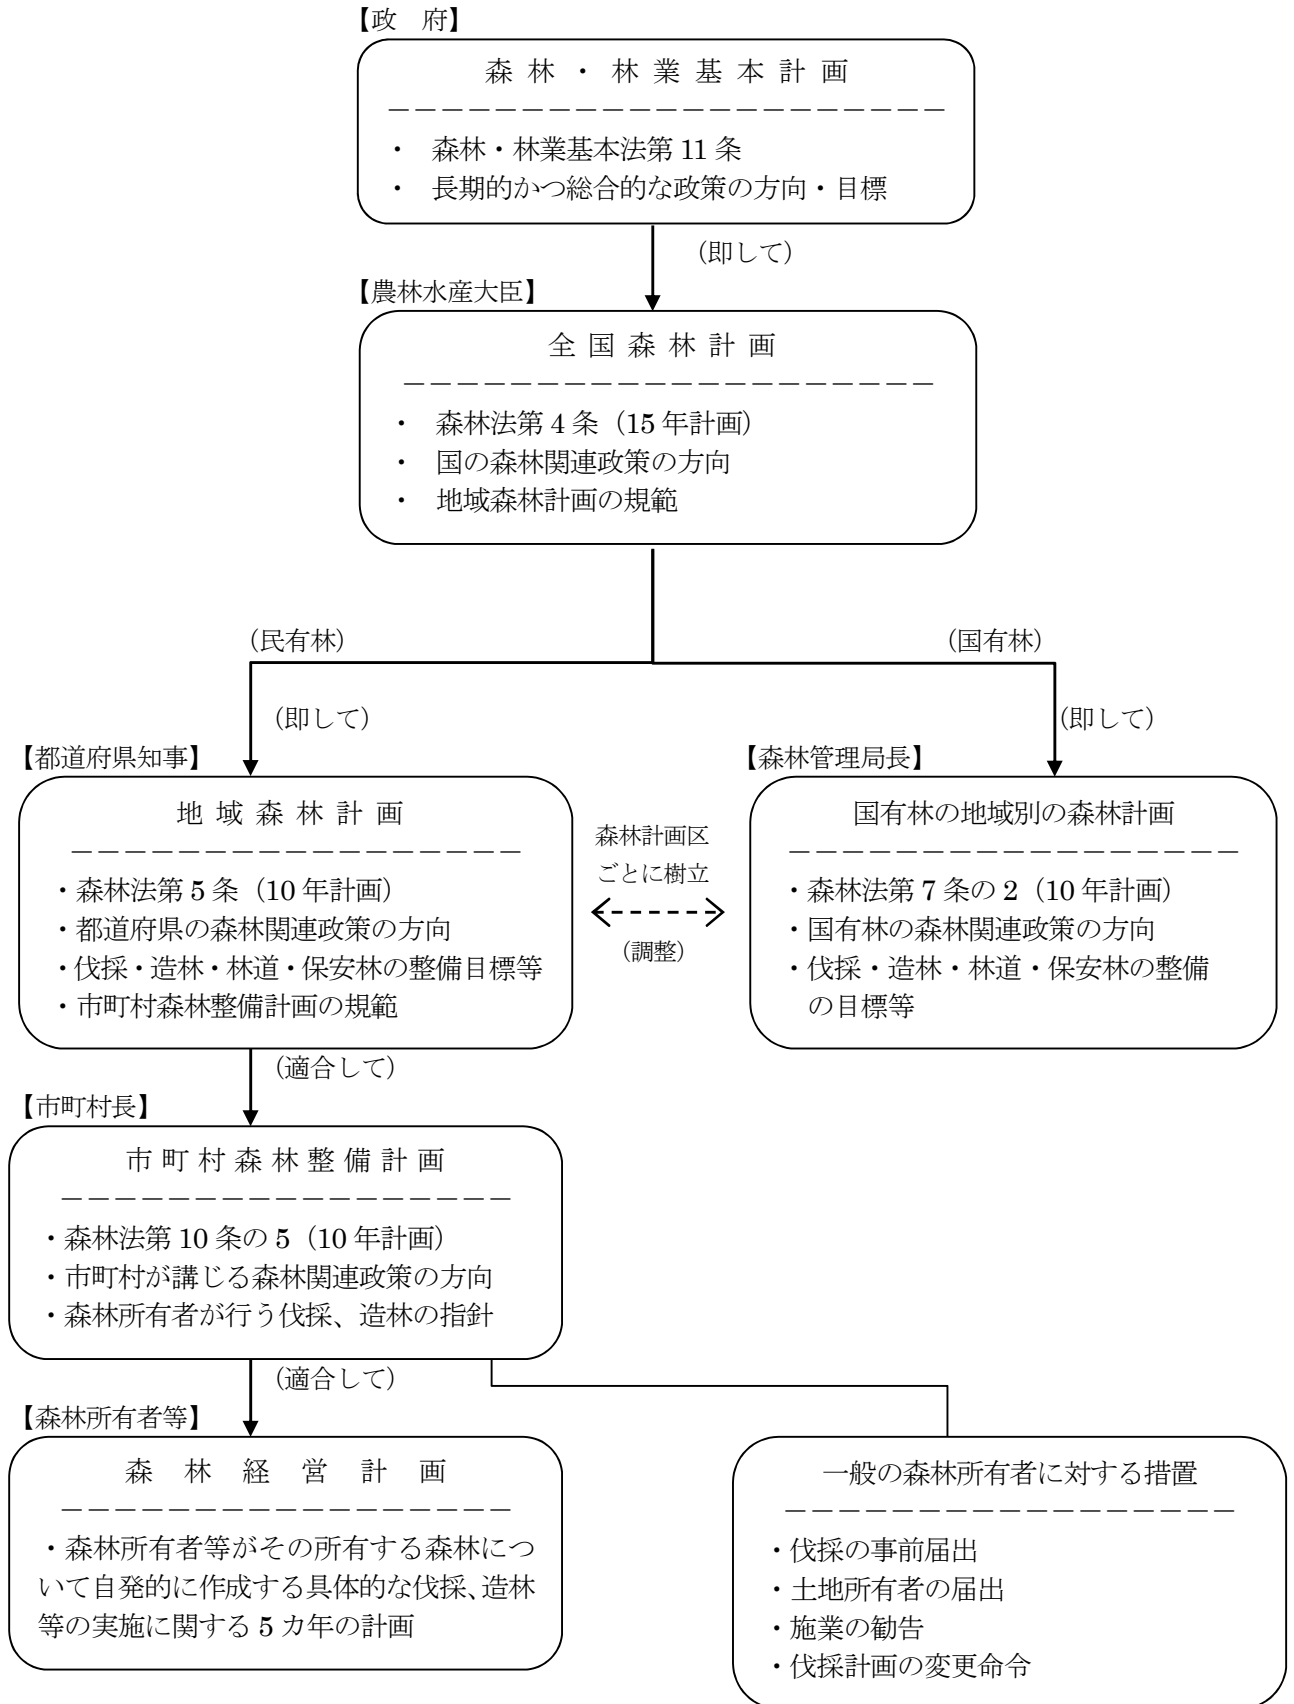 【政　府】
森林・林業基本計画
・　森林・林業基本法第 11 条
・　長期的かつ総合的な政策の方向・目標
（即して）
【農林水産大臣】
全国森林計画
・　森林法第 4 条（15 年計画）
・　国の森林関連政策の方向
・　地域森林計画の規範
（民有林）
（国有林）
（即して）
（即して）
【都道府県知事】
地域森林計画
・森林法第 5 条（10 年計画）
・都道府県の森林関連政策の方向
・伐採・造林・林道・保安林の整備目標等
・市町村森林整備計画の規範
森林計画区
ごとに樹立
（調整）
【森林管理局長】
国有林の地域別の森林計画
・森林法第 7 条の 2（10 年計画）
・国有林の森林関連政策の方向
・伐採・造林・林道・保安林の整備
の目標等
（適合して）
【市町村長】
市町村森林整備計画
・森林法第 10 条の 5（10 年計画）
・市町村が講じる森林関連政策の方向
・森林所有者が行う伐採、造林の指針
（適合して）
【森林所有者等】
森林経営計画
・森林所有者等がその所有する森林につ
いて自発的に作成する具体的な伐採、造林
等の実施に関する 5 カ年の計画
一般の森林所有者に対する措置
・伐採の事前届出
・土地所有者の届出
・施業の勧告
・伐採計画の変更命令